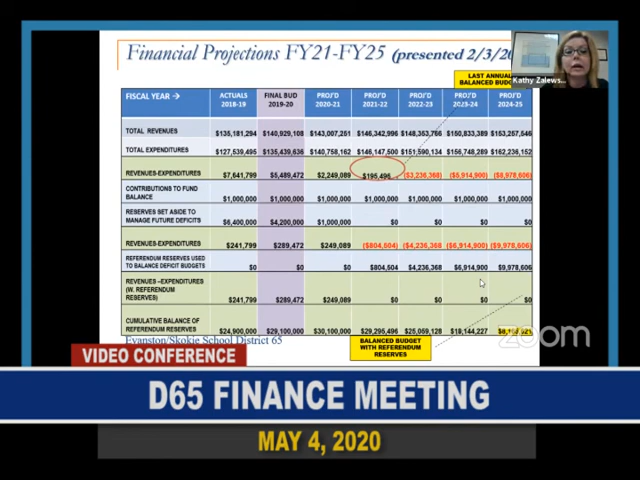 Financial Projections FY21-FY25 (presented 2/3/20
Kathy Zalews...
LAST ANNUAL
BALANCED BUDG
FISCAL YEAR → ACTUALS 2018-19 FINAL BUD 2019-20 PROJ'D 2020-21 PROJ'D 2021-22 PROJ'D 2022-23 PROJ'D 2023-24 PROJ'D 2024-25
TOTAL REVENUES $135,181,294 $140,929,108 $143,007,251 $146,342,996 $148,353,766 $150,833,389 $153,257,546
TOTAL EXPENDITURES $127,539,495 $135,439,636 $140,758,162 $146,147,500 $151,590,134 $156,748,289 $162,236,152
REVENUES-EXPENDITURES $7,641,799 $5,489,472 $2,249,089 $195,496 ($3,236,368) ($5,914,900) ($8,978,606)
CONTRIBUTIONS TO FUND
BALANCE $1,000,000 $1,000,000 $1,000,000 $1,000,000 $1,000,000 $1,000,000 $1,000,000
RESERVES SET ASIDE TO
MANAGE FUTURE DEFICITS $6,400,000 $4,200,000 $1,000,000 $0 $0 $0 $0
REVENUES-EXPENDITURES $241,799 $289,472 $249,089 ($804,504) ($4,236,368) ($6,914,900) ($9,978,606)
REFERENDUM RESERVES USED
TO BALANCE DEFICIT BUDGETS $0 $0 $0 $804,504 $4,236,368 $6,914,900 $9,978,606
REVENUES –EXPENDITURES
(W. REFERENDUM
RESERVES) $241,799 $289,472 $249,089 $0 $0 $0 $0
CUMULATIVE BALANCE OF
REFERENDUM RESERVES $24,900,000 $29,100,000 $30,100,000 $29,295,496 $25,059,128 $18,144,227
Evanston/Skokie School District 65
BALANCED BUDGET
WITH REFERENDUM
RESERVES
zoom
VIDEO CONFERENCE
D65 FINANCE MEETING
MAY 4, 2020